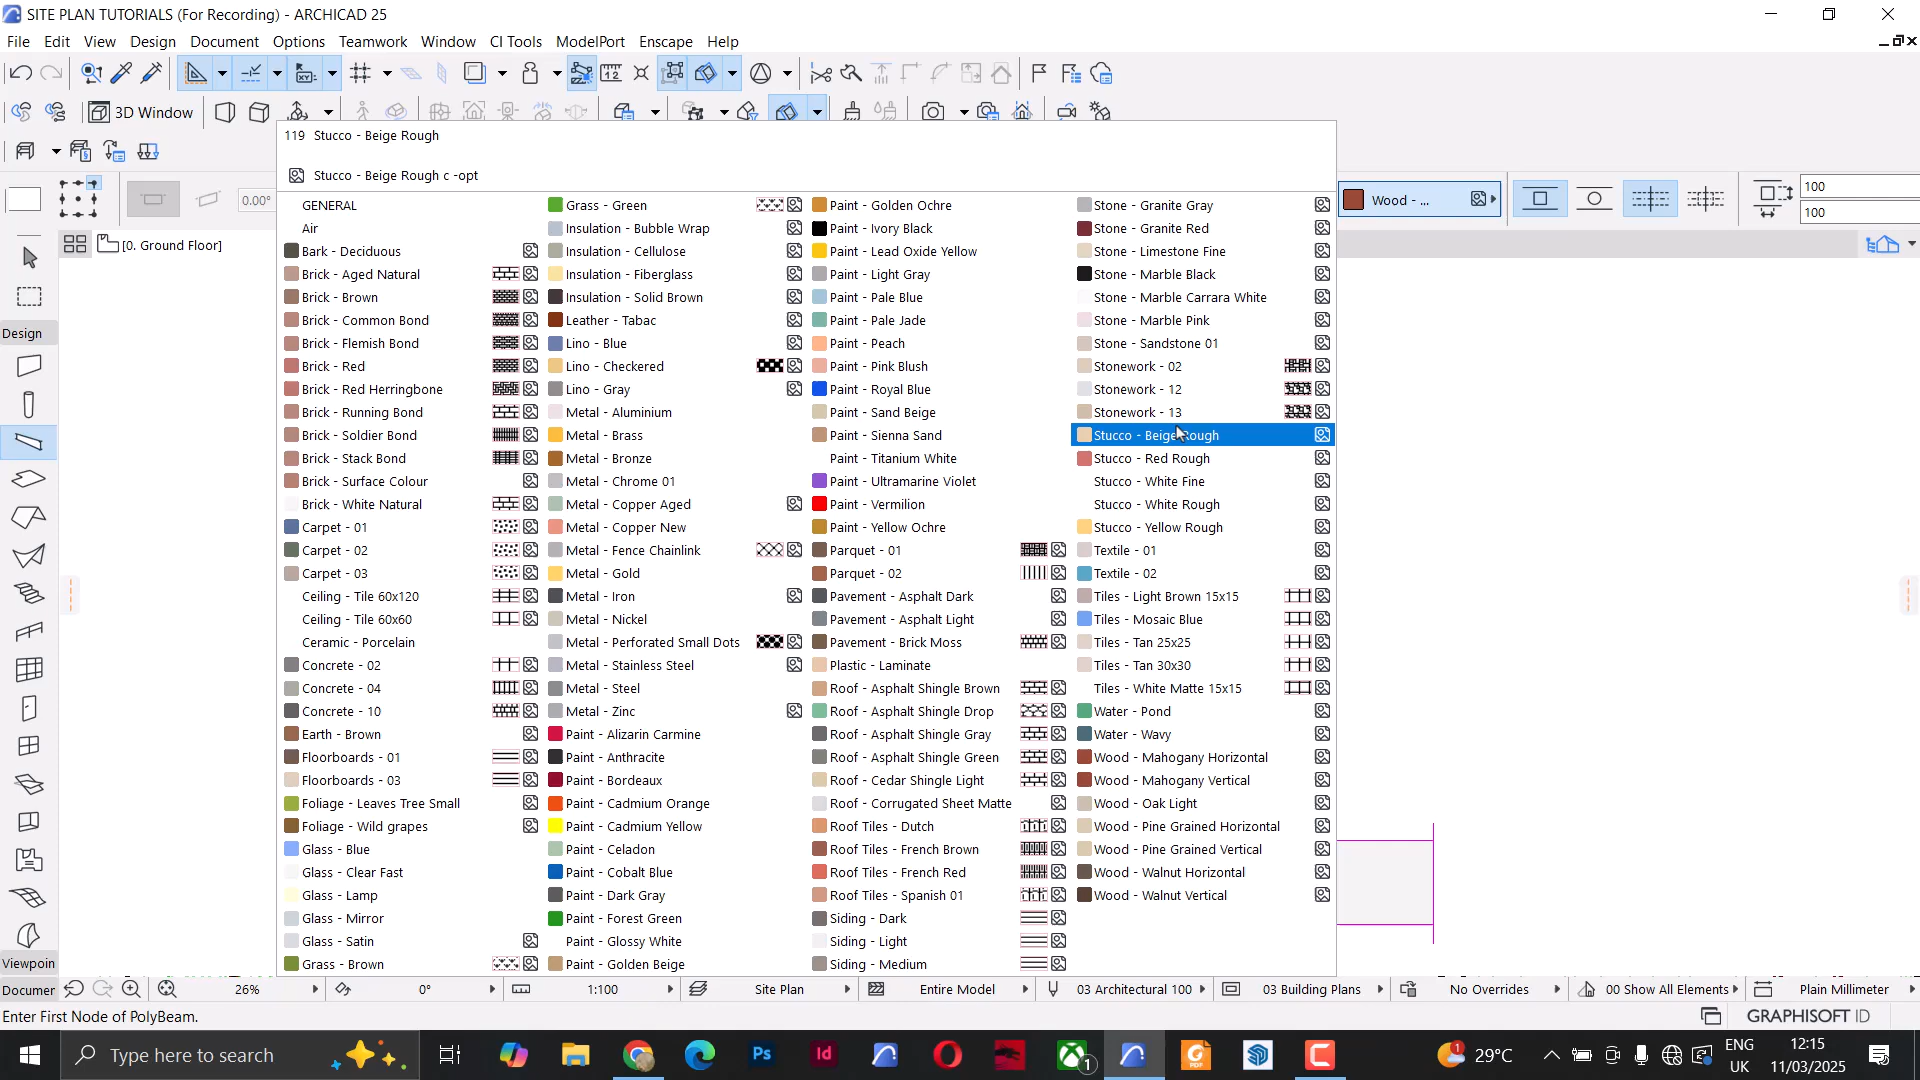 SITE PLAN TUTORIALS (For Recording) - ARCHICAD 25
File Edit View Design Document Options Teamwork Window CI Tools ModelPort Enscape Help
3D Window
119 Stucco - Beige Rough
Stucco - Beige Rough c -opt
0.00°
Wood - ...
100
100
[0. Ground Floor]
Design
GENERAL
Air
Bark - Deciduous
Brick - Aged Natural
Brick - Brown
Brick - Common Bond
Brick - Flemish Bond
Brick - Red
Brick - Red Herringbone
Brick - Running Bond
Brick - Soldier Bond
Brick - Stack Bond
Brick - Surface Colour
Brick - White Natural
Carpet - 01
Carpet - 02
Carpet - 03
Ceiling - Tile 60x120
Ceiling - Tile 60x60
Ceramic - Porcelain
Concrete - 02
Concrete - 04
Concrete - 10
Earth - Brown
Floorboards - 01
Floorboards - 03
Foliage - Leaves Tree Small
Foliage - Wild grapes
Glass - Blue
Glass - Clear Fast
Glass - Lamp
Glass - Mirror
Glass - Satin
Grass - Brown
Grass - Green
Insulation - Bubble Wrap
Insulation - Cellulose
Insulation - Fiberglass
Insulation - Solid Brown
Leather - Tabac
Lino - Blue
Lino - Checkered
Lino - Gray
Metal - Aluminium
Metal - Brass
Metal - Bronze
Metal - Chrome 01
Metal - Copper Aged
Metal - Copper New
Metal - Fence Chainlink
Metal - Gold
Metal - Iron
Metal - Nickel
Metal - Perforated Small Dots
Metal - Stainless Steel
Metal - Steel
Metal - Zinc
Paint - Alizarin Carmine
Paint - Anthracite
Paint - Bordeaux
Paint - Cadmium Orange
Paint - Cadmium Yellow
Paint - Celadon
Paint - Cobalt Blue
Paint - Dark Gray
Paint - Forest Green
Paint - Glossy White
Paint - Golden Beige
Paint - Golden Ochre
Paint - Ivory Black
Paint - Lead Oxide Yellow
Paint - Light Gray
Paint - Pale Blue
Paint - Pale Jade
Paint - Peach
Paint - Pink Blush
Paint - Royal Blue
Paint - Sand Beige
Paint - Sienna Sand
Paint - Titanium White
Paint - Ultramarine Violet
Paint - Vermilion
Paint - Yellow Ochre
Parquet - 01
Parquet - 02
Pavement - Asphalt Dark
Pavement - Asphalt Light
Pavement - Brick Moss
Plastic - Laminate
Roof - Asphalt Shingle Brown
Roof - Asphalt Shingle Drop
Roof - Asphalt Shingle Gray
Roof - Asphalt Shingle Green
Roof - Cedar Shingle Light
Roof - Corrugated Sheet Matte
Roof Tiles - Dutch
Roof Tiles - French Brown
Roof Tiles - French Red
Roof Tiles - Spanish 01
Siding - Dark
Siding - Light
Siding - Medium
Stone - Granite Gray
Stone - Granite Red
Stone - Limestone Fine
Stone - Marble Black
Stone - Marble Carrara White
Stone - Marble Pink
Stone - Sandstone 01
Stonework - 02
Stonework - 12
Stonework - 13
Stucco - Beige Rough
Stucco - Red Rough
Stucco - White Fine
Stucco - White Rough
Stucco - Yellow Rough
Textile - 01
Textile - 02
Tiles - Light Brown 15x15
Tiles - Mosaic Blue
Tiles - Tan 25x25
Tiles - Tan 30x30
Tiles - White Matte 15x15
Water - Pond
Water - Wavy
Wood - Mahogany Horizontal
Wood - Mahogany Vertical
Wood - Oak Light
Wood - Pine Grained Horizontal
Wood - Pine Grained Vertical
Wood - Walnut Horizontal
Wood - Walnut Vertical
Viewpoin
Documer 26% 0° 1:100 Site Plan Entire Model 03 Architectural 100 03 Building Plans No Overrides 00 Show All Elements Plain Millimeter
Enter First Node of PolyBeam.
GRAPHISOFT ID
Type here to search
Ps
Id
1
PDF
1
29°C
ENG
UK
12:15
11/03/2025